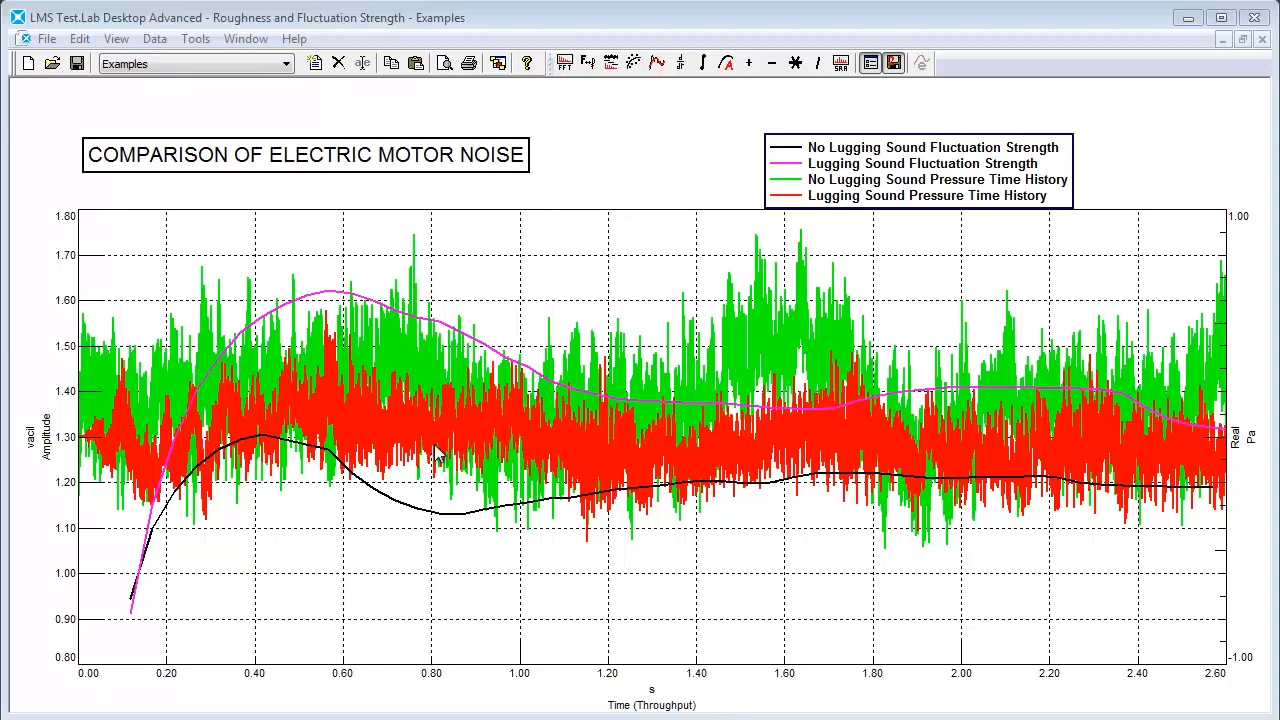 LMS Test.Lab Desktop Advanced - Roughness and Fluctuation Strength - Examples
File Edit View Data Tools Window Help
Examples
COMPARISON OF ELECTRIC MOTOR NOISE
No Lugging Sound Fluctuation Strength
Lugging Sound Fluctuation Strength
No Lugging Sound Pressure Time History
Lugging Sound Pressure Time History
1.80
1.70
1.60
1.50
1.40
1.30
1.20
1.10
1.00
0.90
0.80
vacil
Amplitude
1.00
-1.00
Real
Pa
0.00 0.20 0.40 0.60 0.80 1.00 1.20 1.40 1.60 1.80 2.00 2.20 2.40 2.60
s
Time (Throughput)